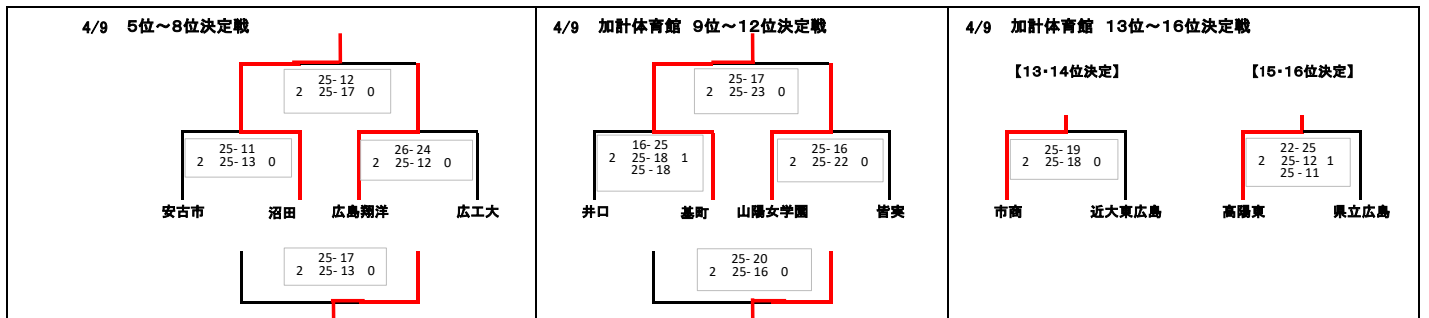 4/9 5位～8位決定戦
25-12
2 25-17 0
25-11
2 25-13 0
26-24
2 25-12 0
安古市 沼田 広島翔洋 広工大
25-17
2 25-13 0
4/9 加計体育館 9位～12位決定戦
25-17
2 25-23 0
16-25
2 25-18 1
25-18
25-16
2 25-22 0
井口 基町 山陽女学園 皆実
25-20
2 25-16 0
4/9 加計体育館 13位～16位決定戦
【13・14位決定】 【15・16位決定】
25-19
2 25-18 0
22-25
2 25-12 1
25-11
市商 近大東広島 高陽東 県立広島